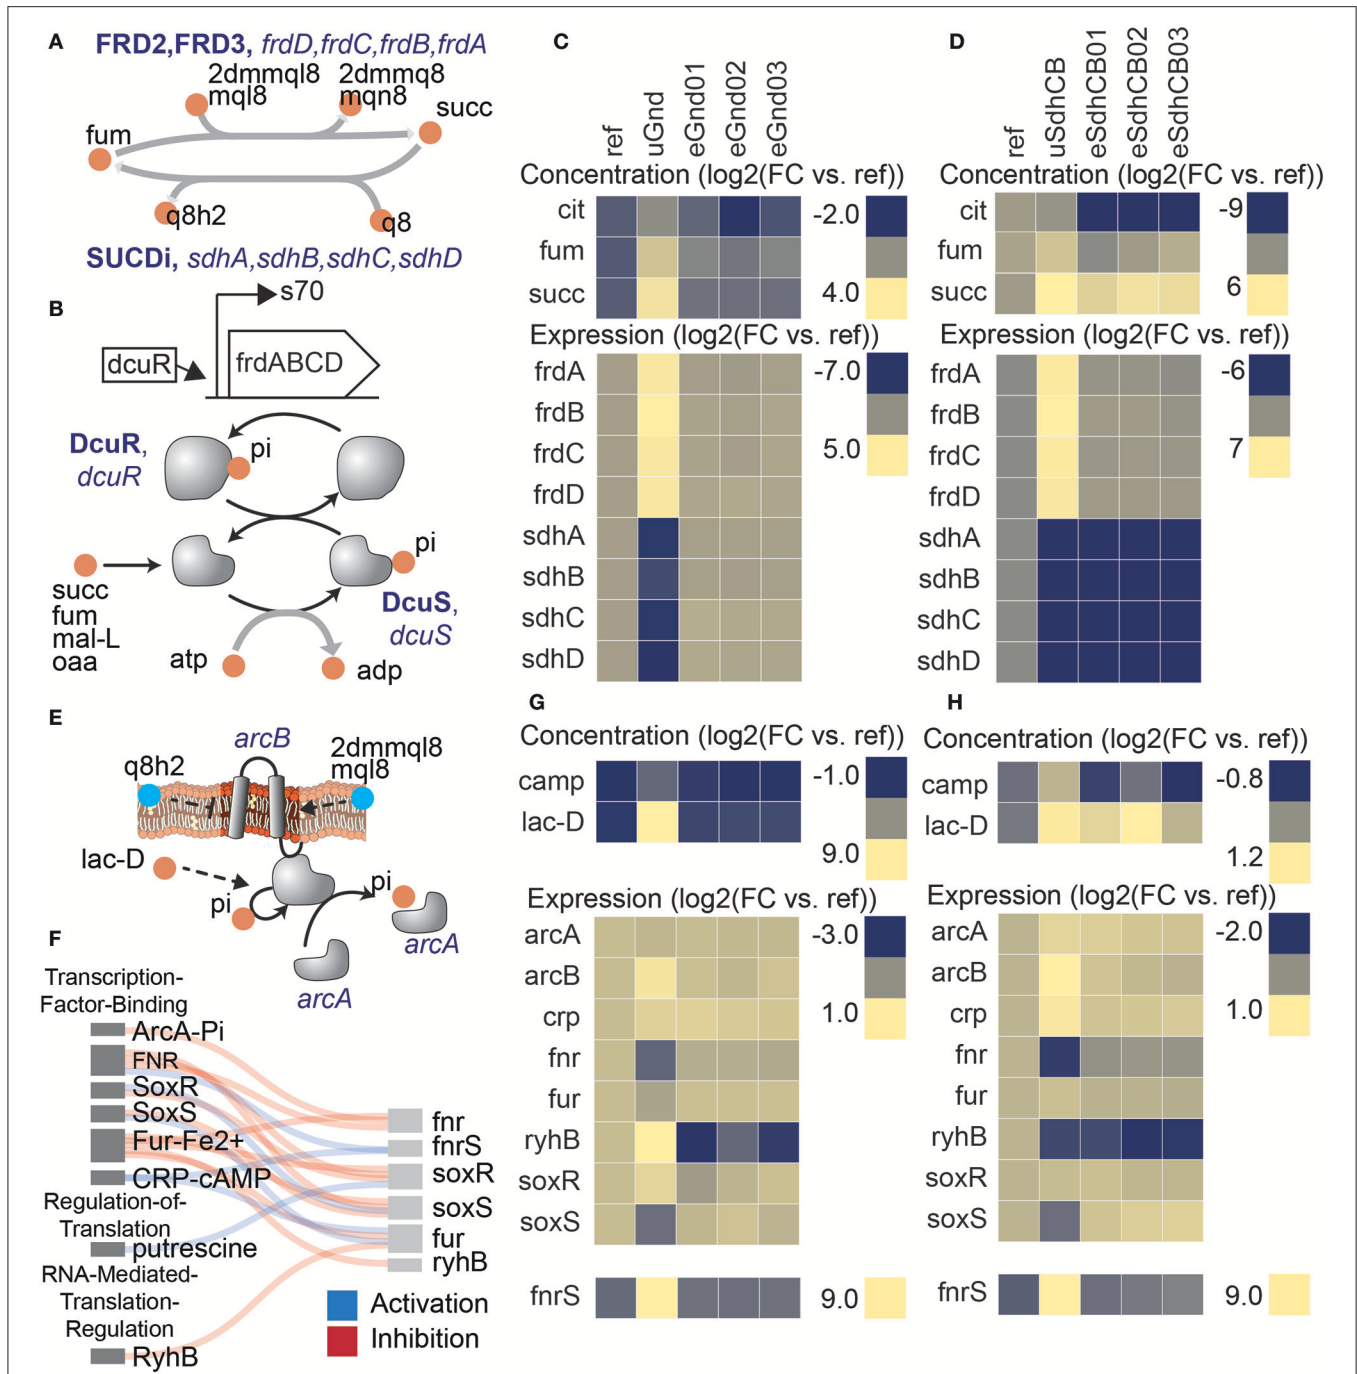 A
FRD2,FRD3, frdD,frdC,frdB,frdA
2dmmql8
mql8
2dmmq8
mqn8
succ
fum
q8h2
q8
SUCDi, sdhA,sdhB,sdhC,sdhD
B
s70
dcuR
frdABCD
DcuR,
dcuR
pi
pi
succ
fum
mal-L
oaa
DcuS,
dcuS
atp
adp
C
ref
uGnd
eGnd01
eGnd02
eGnd03
Concentration (log2(FC vs. ref))
cit
fum
succ
-2.0
4.0
Expression (log2(FC vs. ref))
frdA
frdB
frdC
frdD
sdhA
sdhB
sdhC
sdhD
-7.0
5.0
D
ref
uSdhCB
eSdhCB01
eSdhCB02
eSdhCB03
Concentration (log2(FC vs. ref))
cit
fum
succ
-9
6
Expression (log2(FC vs. ref))
frdA
frdB
frdC
frdD
sdhA
sdhB
sdhC
sdhD
-6
7
E
arcB
q8h2
2dmmql8
mql8
lac-D
pi
pi
arcA
arcA
F
Transcription-
Factor-Binding
ArcA-Pi
FNR
SoxR
SoxS
Fur-Fe2+
CRP-cAMP
Regulation-of-
Translation
putrescine
RNA-Mediated-
Translation-
Regulation
RyhB
fnr
fnrS
soxR
soxS
fur
ryhB
Activation
Inhibition
G
Concentration (log2(FC vs. ref))
camp
lac-D
-1.0
9.0
Expression (log2(FC vs. ref))
arcA
arcB
crp
fnr
fur
ryhB
soxR
soxS
-3.0
1.0
fnrS
9.0
H
Concentration (log2(FC vs. ref))
camp
lac-D
-0.8
1.2
Expression (log2(FC vs. ref))
arcA
arcB
crp
fnr
fur
ryhB
soxR
soxS
-2.0
1.0
fnrS
9.0